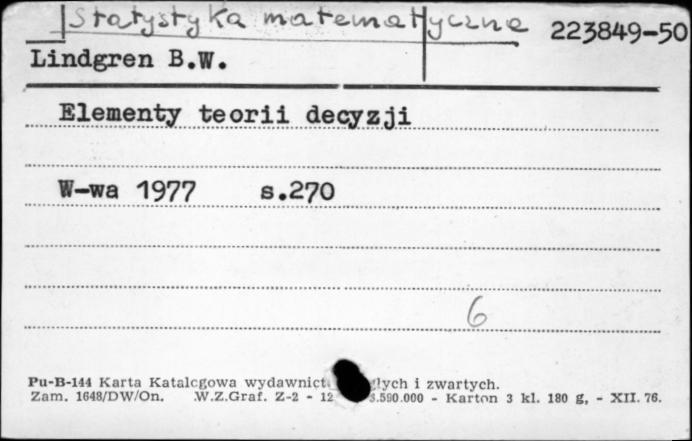 Statystyka matematyczna 223849-50
Lindgren B.W.
Elementy teorii decyzji
W-wa 1977 s.270
6
Pu-B-144 Karta Katalogowa wydawnict łych i zwartych.
Zam. 1648/DW/On. W.Z.Graf. Z-2 - 12 .590.000 - Karton 3 kl. 180 g, - XII. 76.